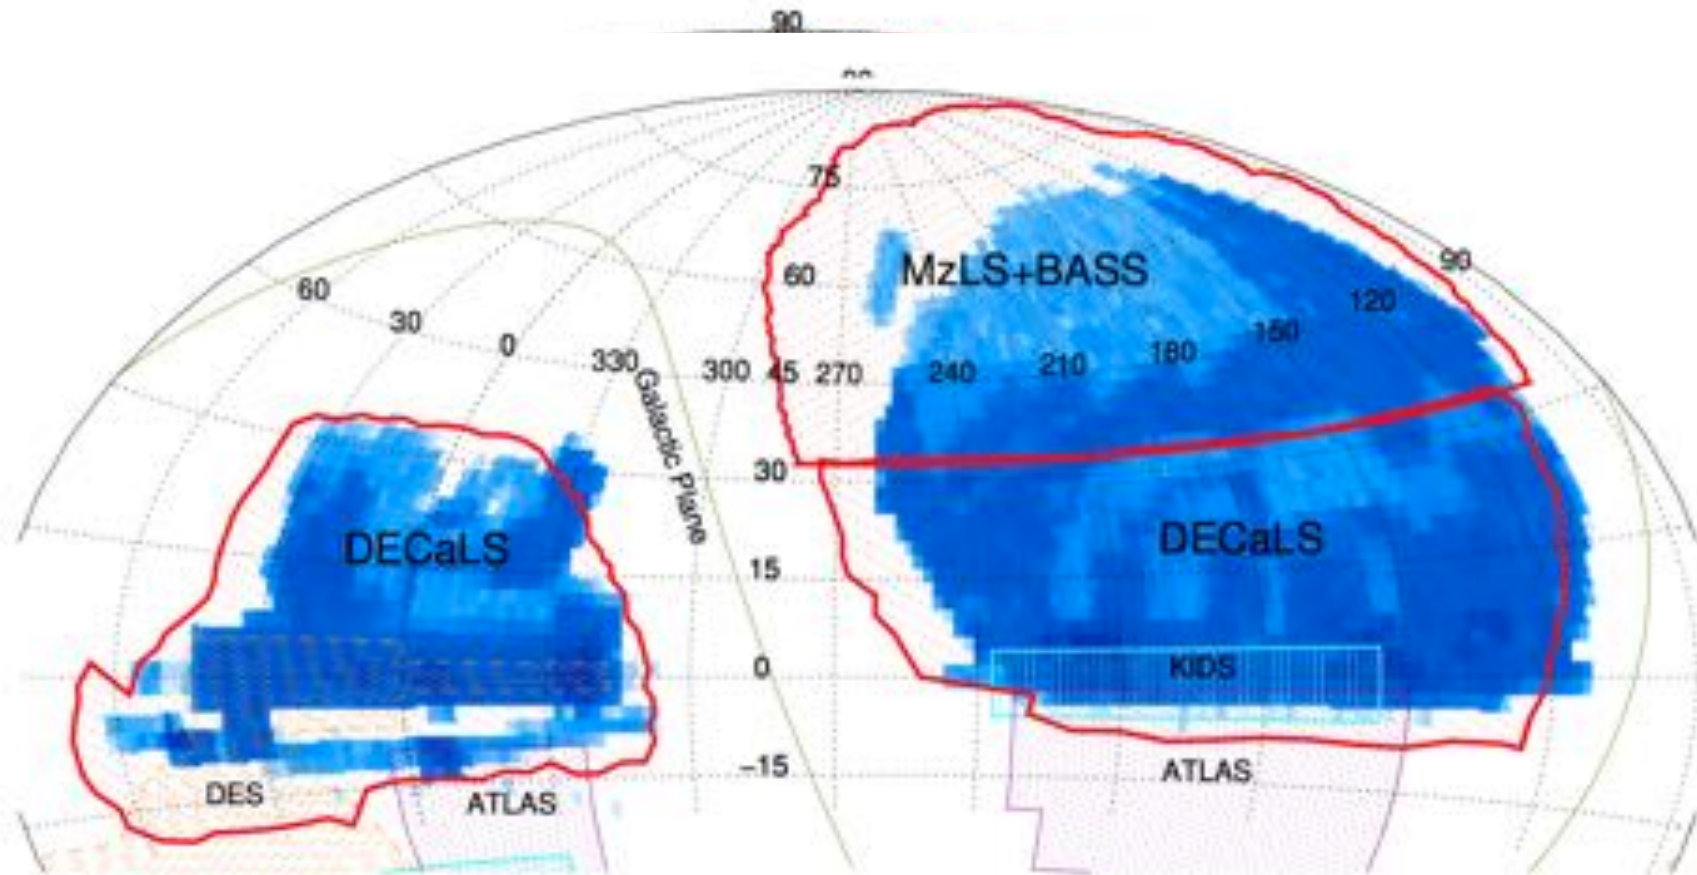 90
75
60
MzLS+BASS
90
60
120
30
150
0
180
330
210
300
45
270
240
Galactic Plane
30
DECaLS
DECaLS
15
0
KIDS
−15
ATLAS
DES
ATLAS